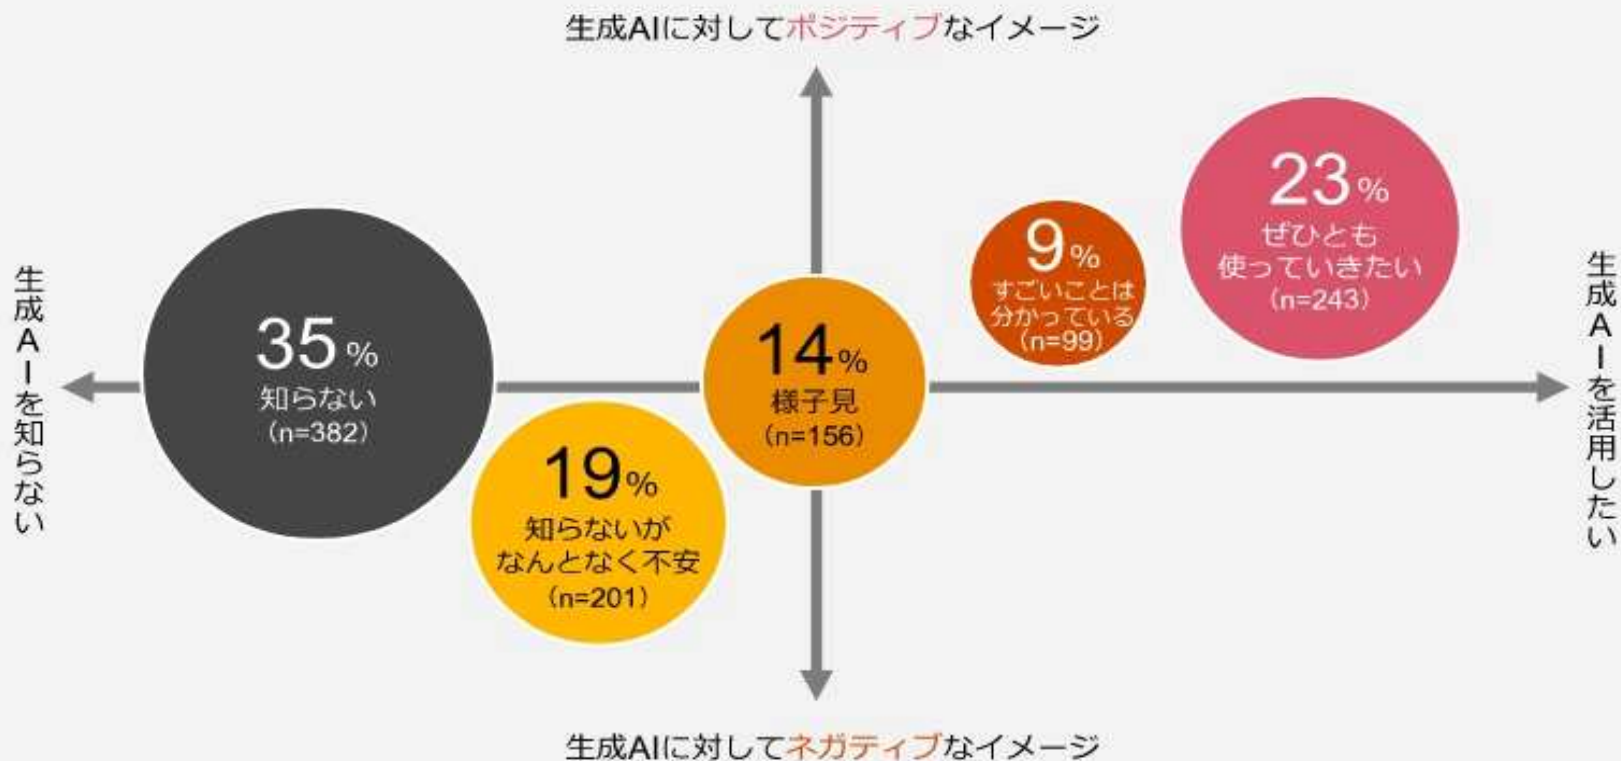 生成AIに対してポジティブなイメージ
生成AIを知らない
35%
知らない
（n=382）
19%
知らないが
なんとなく不安
（n=201）
14%
様子見
（n=156）
9%
すごいことは
分かっている
（n=99）
23%
ぜひとも
使っていきたい
（n=243）
生成AIを活用したい
生成AIに対してネガティブなイメージ